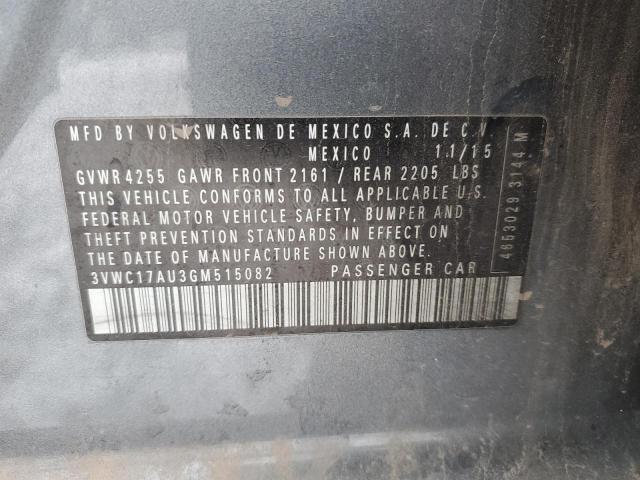 MFD BY VOLKSWAGEN DE MEXICO S.A. DE C.V.
MEXICO 11/15
GVWR 4255 GAWR FRONT 2161 / REAR 2205 LBS
THIS VEHICLE CONFORMS TO ALL APPLICABLE U.S.
FEDERAL MOTOR VEHICLE SAFETY, BUMPER AND
THEFT PREVENTION STANDARDS IN EFFECT ON
THE DATE OF MANUFACTURE SHOWN ABOVE.
3VWC17AU3GM515082 PASSENGER CAR
4653029 3144 M